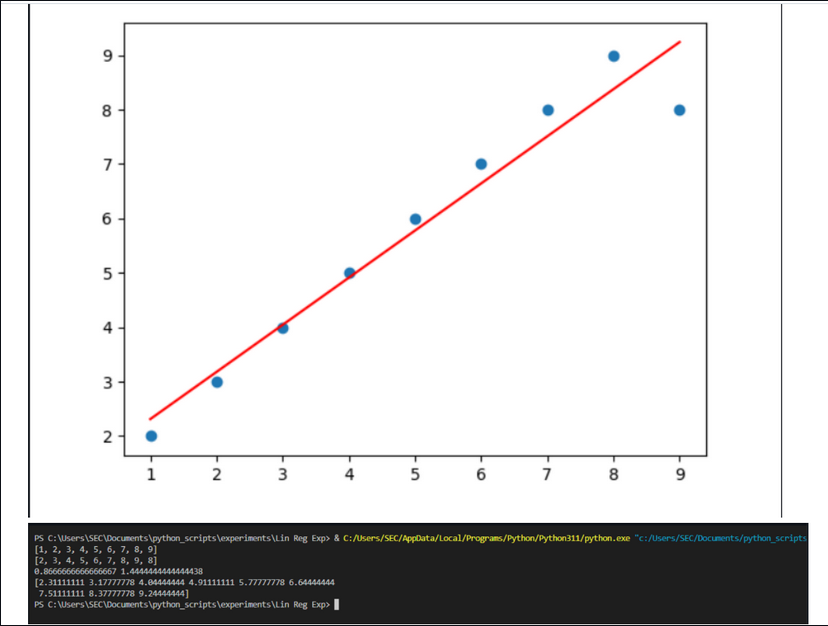 9
8
7
6
5
4
3
2
1 2 3 4 5 6 7 8 9
PS C:\Users\SEC\Documents\python_scripts\experiments\Lin Reg Exp> & C:/Users/SEC/AppData/Local/Programs/Python/Python311/python.exe "c:/Users/SEC/Documents/python_scripts
[1, 2, 3, 4, 5, 6, 7, 8, 9]
[2, 3, 4, 5, 6, 7, 8, 9, 8]
0.8666666666666667 1.4444444444444438
[2.31111111 3.17777778 4.04444444 4.91111111 5.77777778 6.64444444
7.51111111 8.37777778 9.24444444]
PS C:\Users\SEC\Documents\python_scripts\experiments\Lin Reg Exp>